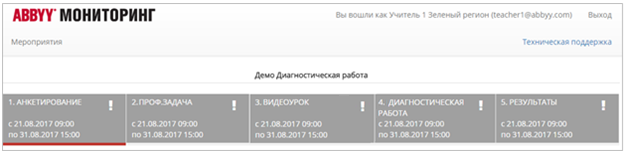 ABBYY МОНИТОРИНГ
Вы вошли как Учитель 1 Зеленый регион (teacher1@abbyy.com) Выход
Мероприятия Техническая поддержка
Демо Диагностическая работа
1. АНКЕТИРОВАНИЕ !
с 21.08.2017 09:00
по 31.08.2017 15:00
2. ПРОФ.ЗАДАЧА !
с 21.08.2017 09:00
по 31.08.2017 15:00
3. ВИДЕОУРОК !
с 21.08.2017 09:00
по 31.08.2017 15:00
4. ДИАГНОСТИЧЕСКАЯ !
РАБОТА
с 21.08.2017 09:00
по 31.08.2017 15:00
5. РЕЗУЛЬТАТЫ !
с 21.08.2017 09:00
по 31.08.2017 15:00